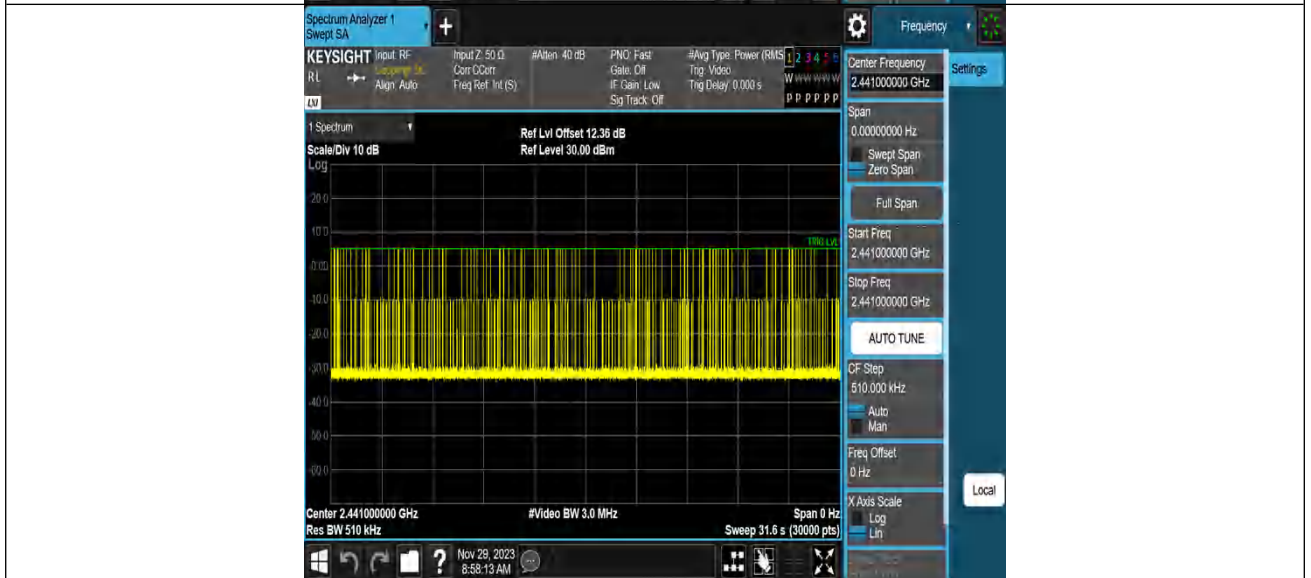 Spectrum Analyzer 1
Swept SA
+
Frequency
KEYSIGHT
Input: RF
Input Z: 50 Ω
#Atten: 40 dB
PNO: Fast
#Avg Type: Power (RMS
1 2 3 4 5 6
RL
Coupling: DC
Corr CCorr
Gate: Off
Trig: Video
W W W W W W
Align: Auto
Freq Ref: Int (S)
IF Gain: Low
Trig Delay: 0.000 s
P P P P P P
LXI
Sig Track: Off
Center Frequency
2.441000000 GHz
Settings
1 Spectrum
Scale/Div 10 dB
Ref Lvl Offset 12.36 dB
Ref Level 30.00 dBm
Span
0.00000000 Hz
Swept Span
Zero Span
Log
20.0
10.0
TRIG LVL
0.00
-10.0
-20.0
-30.0
-40.0
-50.0
-60.0
Full Span
Start Freq
2.441000000 GHz
Stop Freq
2.441000000 GHz
AUTO TUNE
CF Step
510.000 kHz
Auto
Man
Freq Offset
0 Hz
Local
X Axis Scale
Log
Lin
Center 2.441000000 GHz
#Video BW 3.0 MHz
Span 0 Hz
Res BW 510 kHz
Sweep 31.6 s (30000 pts)
?
Nov 29, 2023
8:58:13 AM